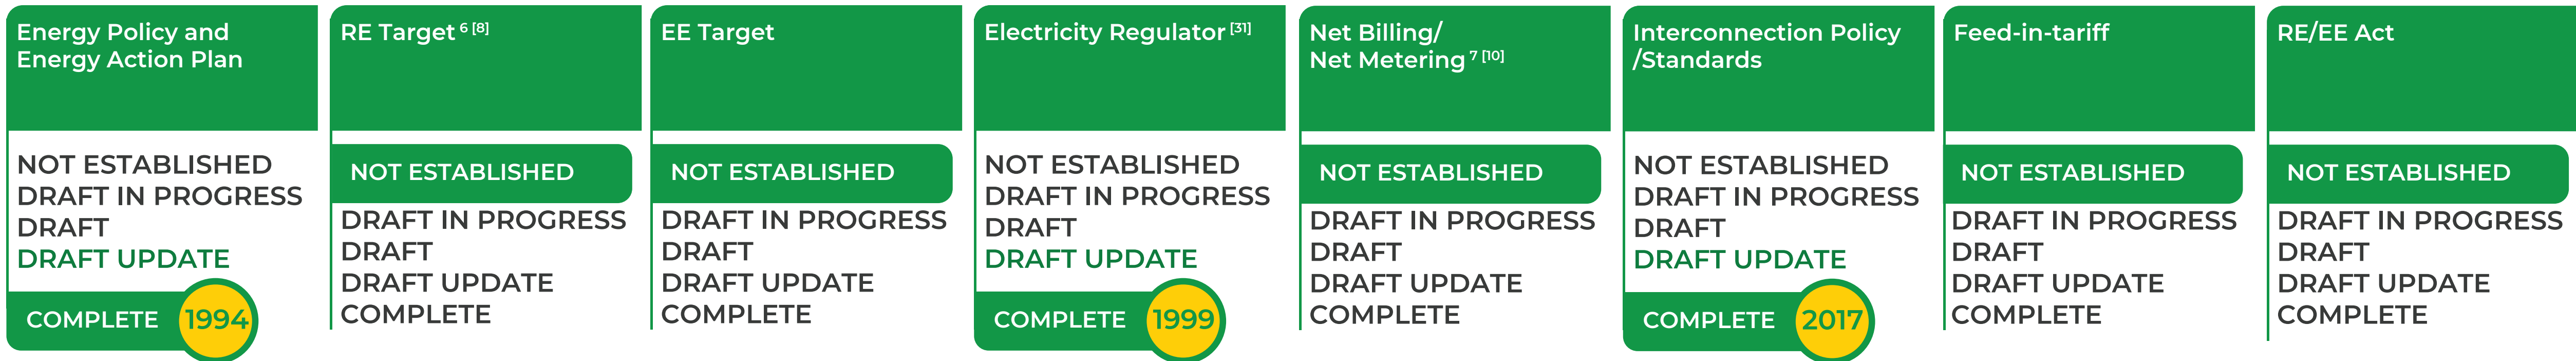 Energy Policy and
Energy Action Plan
NOT ESTABLISHED
DRAFT IN PROGRESS
DRAFT
DRAFT UPDATE
COMPLETE 1994
RE Target 6 [8]
NOT ESTABLISHED
DRAFT IN PROGRESS
DRAFT
DRAFT UPDATE
COMPLETE
EE Target
NOT ESTABLISHED
DRAFT IN PROGRESS
DRAFT
DRAFT UPDATE
COMPLETE
Electricity Regulator [31]
NOT ESTABLISHED
DRAFT IN PROGRESS
DRAFT
DRAFT UPDATE
COMPLETE 1999
Net Billing/
Net Metering 7 [10]
NOT ESTABLISHED
DRAFT IN PROGRESS
DRAFT
DRAFT UPDATE
COMPLETE
Interconnection Policy
/Standards
NOT ESTABLISHED
DRAFT IN PROGRESS
DRAFT
DRAFT UPDATE
COMPLETE 2017
Feed-in-tariff
NOT ESTABLISHED
DRAFT IN PROGRESS
DRAFT
DRAFT UPDATE
COMPLETE
RE/EE Act
NOT ESTABLISHED
DRAFT IN PROGRESS
DRAFT
DRAFT UPDATE
COMPLETE